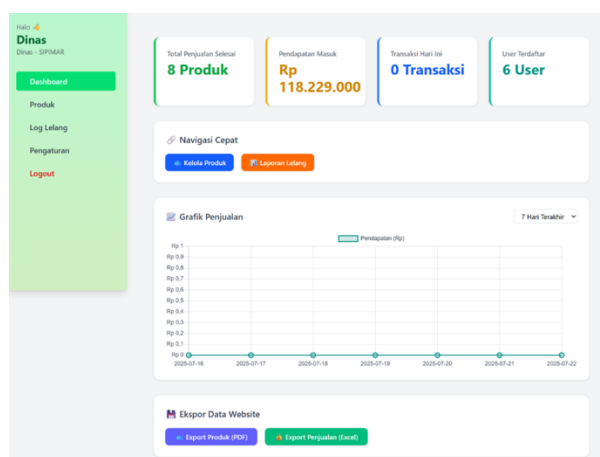 Halo 👋
Dinas
Dinas - SIPIMAR
Dashboard
Produk
Log Lelang
Pengaturan
Logout
Total Penjualan Selesai
8 Produk
Pendapatan Masuk
Rp
118.229.000
Transaksi Hari Ini
0 Transaksi
User Terdaftar
6 User
🔗 Navigasi Cepat
🐟 Kelola Produk
📊 Laporan Lelang
📈 Grafik Penjualan
7 Hari Terakhir
Pendapatan (Rp)
Rp 1
Rp 0,9
Rp 0,8
Rp 0,7
Rp 0,6
Rp 0,5
Rp 0,4
Rp 0,3
Rp 0,2
Rp 0,1
Rp 0
2025-07-16 2025-07-17 2025-07-18 2025-07-19 2025-07-20 2025-07-21 2025-07-22
💾 Ekspor Data Website
🐟 Export Produk (PDF)
💰 Export Penjualan (Excel)